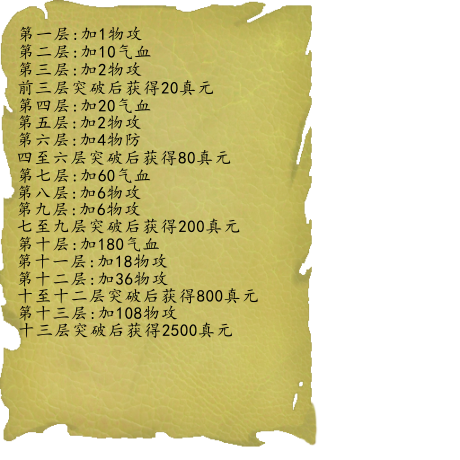 第一层:加1物攻
第二层:加10气血
第三层:加2物攻
前三层突破后获得20真元
第四层:加20气血
第五层:加2物攻
第六层:加4物防
四至六层突破后获得80真元
第七层:加60气血
第八层:加6物攻
第九层:加6物攻
七至九层突破后获得200真元
第十层:加180气血
第十一层:加18物攻
第十二层:加36物攻
十至十二层突破后获得800真元
第十三层:加108物攻
十三层突破后获得2500真元